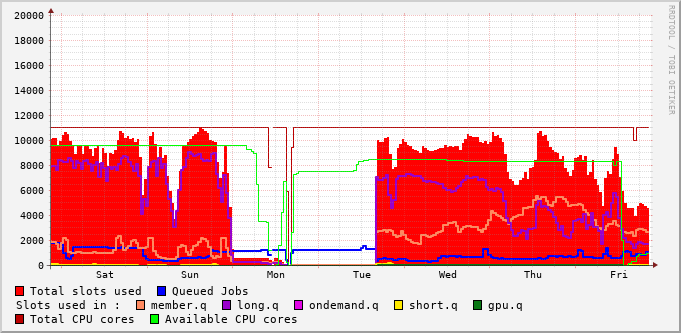 20000
18000
16000
14000
12000
10000
8000
6000
4000
2000
0
Sat Sun Mon Tue Wed Thu Fri
RRDTOOL / TOBI OETIKER
Total slots used Queued Jobs
Slots used in : member.q long.q ondemand.q short.q gpu.q
Total CPU cores Available CPU cores